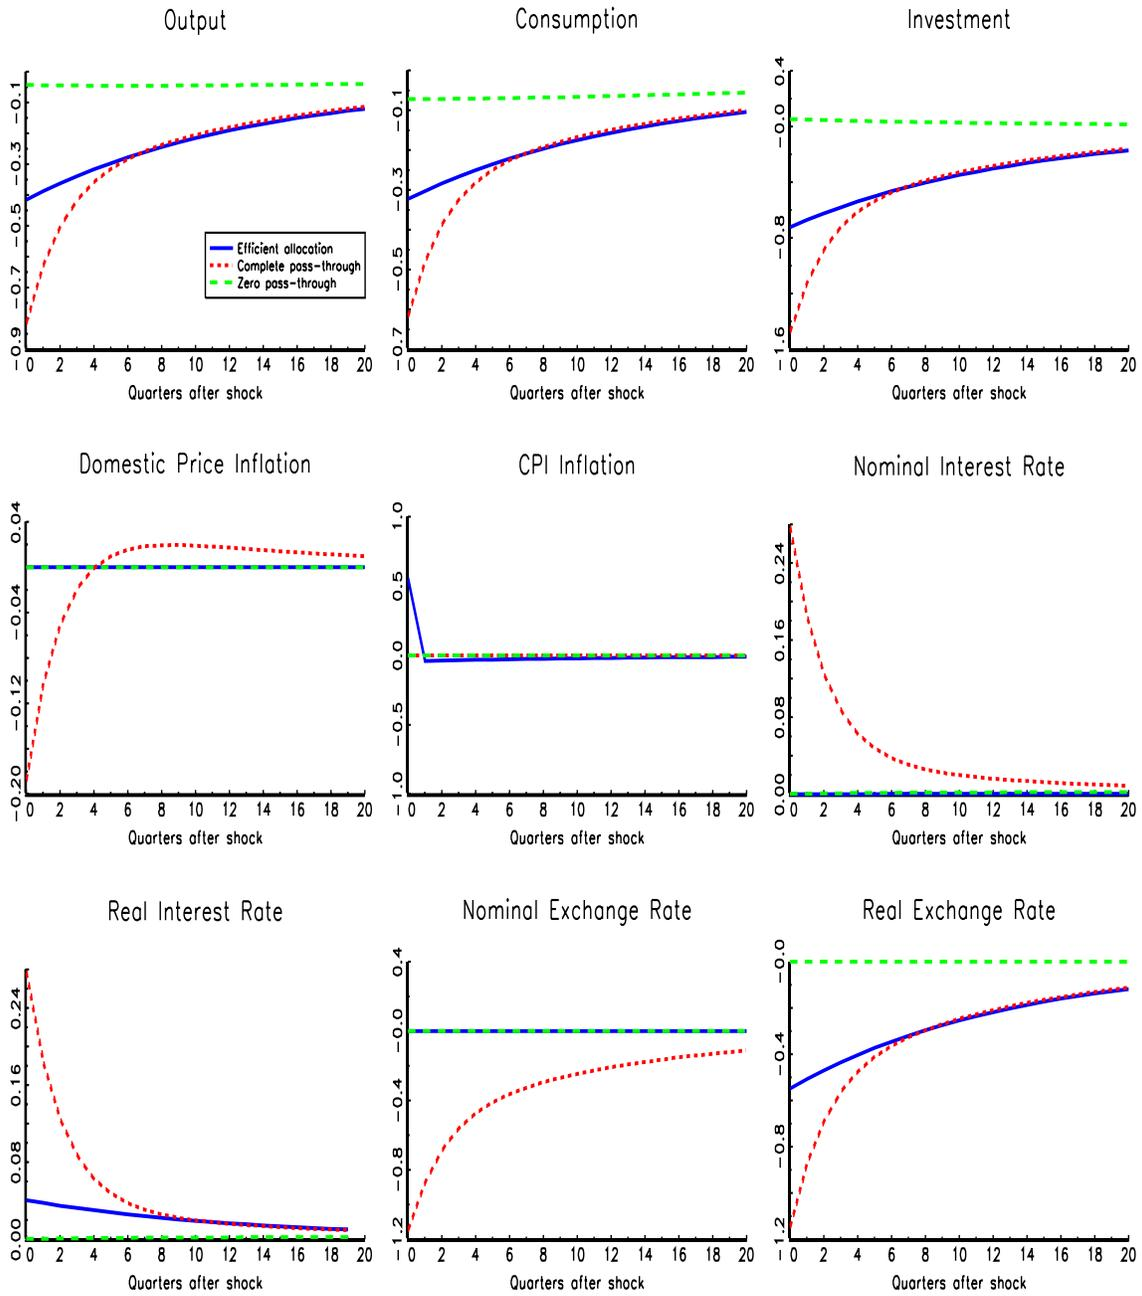 Output
−0.1
−0.3
−0.5
−0.7
−0.9
0 2 4 6 8 10 12 14 16 18 20
Quarters after shock
Efficient allocation
Complete pass−through
Zero pass−through
Consumption
−0.1
−0.3
−0.5
−0.7
0 2 4 6 8 10 12 14 16 18 20
Quarters after shock
Investment
0.4
−0.0
−0.8
−1.6
0 2 4 6 8 10 12 14 16 18 20
Quarters after shock
Domestic Price Inflation
0.04
−0.04
−0.12
−0.20
0 2 4 6 8 10 12 14 16 18 20
Quarters after shock
CPI Inflation
1.0
0.5
0.0
−0.5
−1.0
0 2 4 6 8 10 12 14 16 18 20
Quarters after shock
Nominal Interest Rate
0.24
0.16
0.08
0.00
0 2 4 6 8 10 12 14 16 18 20
Quarters after shock
Real Interest Rate
0.24
0.16
0.08
0.00
0 2 4 6 8 10 12 14 16 18 20
Quarters after shock
Nominal Exchange Rate
0.4
−0.0
−0.4
−0.8
−1.2
0 2 4 6 8 10 12 14 16 18 20
Quarters after shock
Real Exchange Rate
−0.0
−0.4
−0.8
−1.2
0 2 4 6 8 10 12 14 16 18 20
Quarters after shock